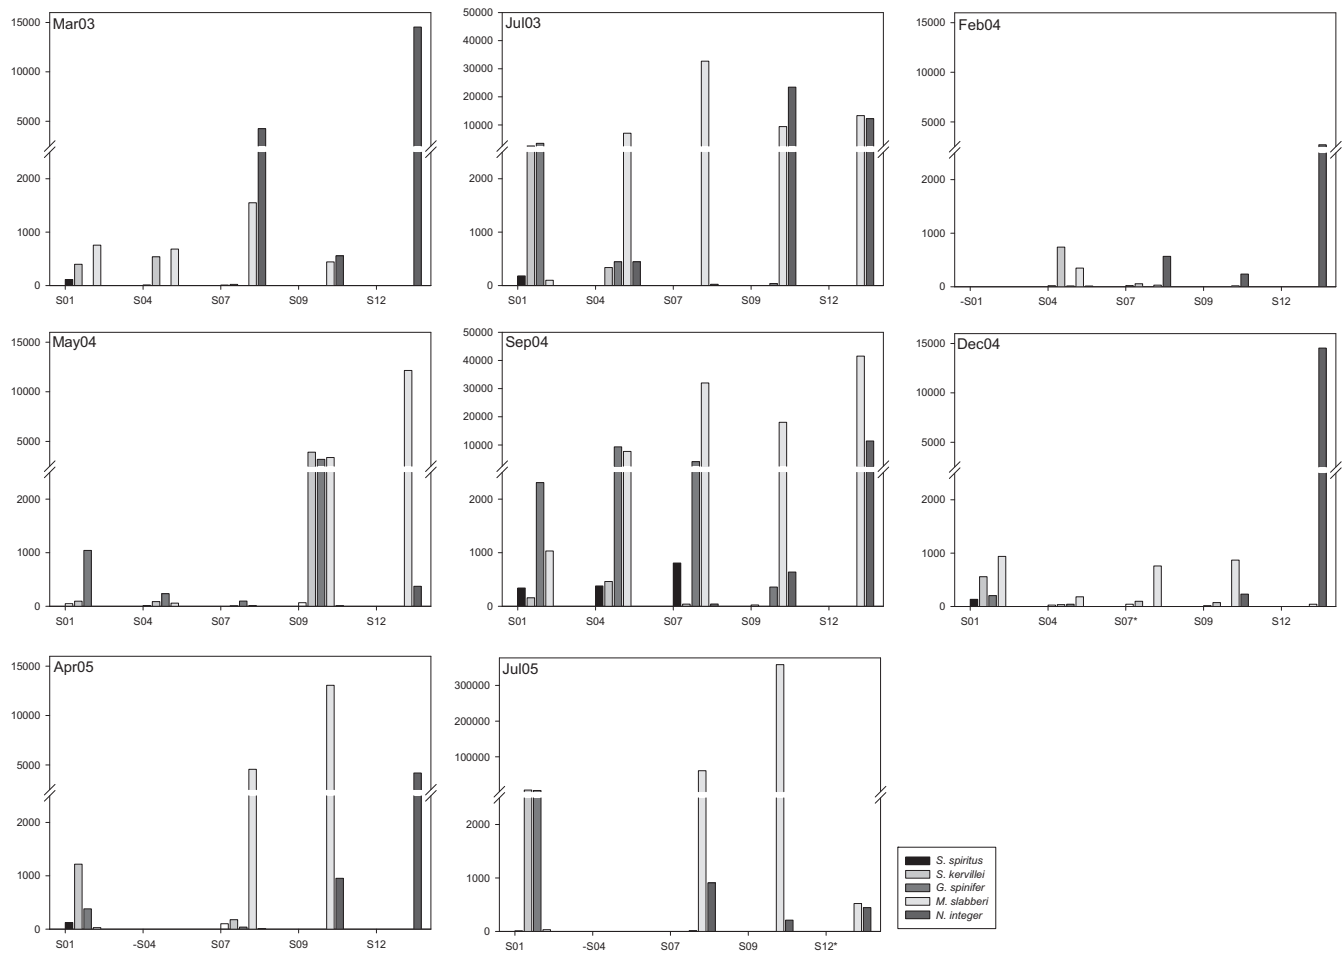 Mar03
15000
10000
5000
2000
1000
0
S01 S04 S07 S09 S12
Jul03
50000
40000
30000
20000
10000
2000
1000
0
S01 S04 S07 S09 S12
Feb04
15000
10000
5000
2000
1000
0
-S01 S04 S07 S09 S12
May04
15000
10000
5000
2000
1000
0
S01 S04 S07 S09 S12
Sep04
50000
40000
30000
20000
10000
2000
1000
0
S01 S04 S07 S09 S12
Dec04
15000
10000
5000
2000
1000
0
S01 S04 S07* S09 S12
Apr05
15000
10000
5000
2000
1000
0
S01 -S04 S07 S09 S12
Jul05
300000
200000
100000
2000
1000
0
S01 -S04 S07 S09 S12*
S. spiritus
S. kervillei
G. spinifer
M. slabberi
N. integer